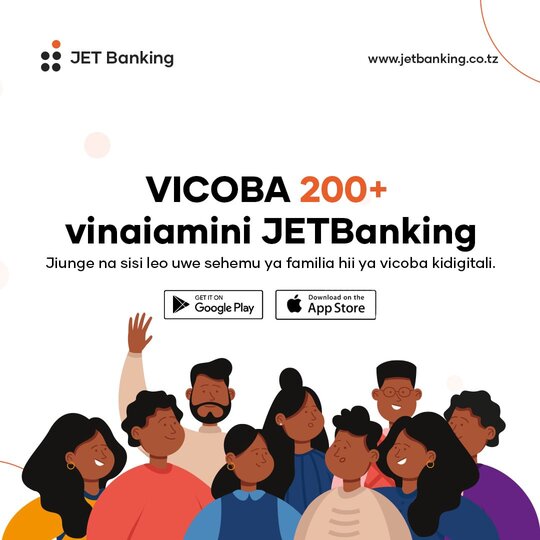 JET Banking
www.jetbanking.co.tz
VICOBA 200+
vinaiamini JETBanking
Jiunge na sisi leo uwe sehemu ya familia hii ya vicoba kidigitali.
GET IT ON
Google Play
Download on the
App Store